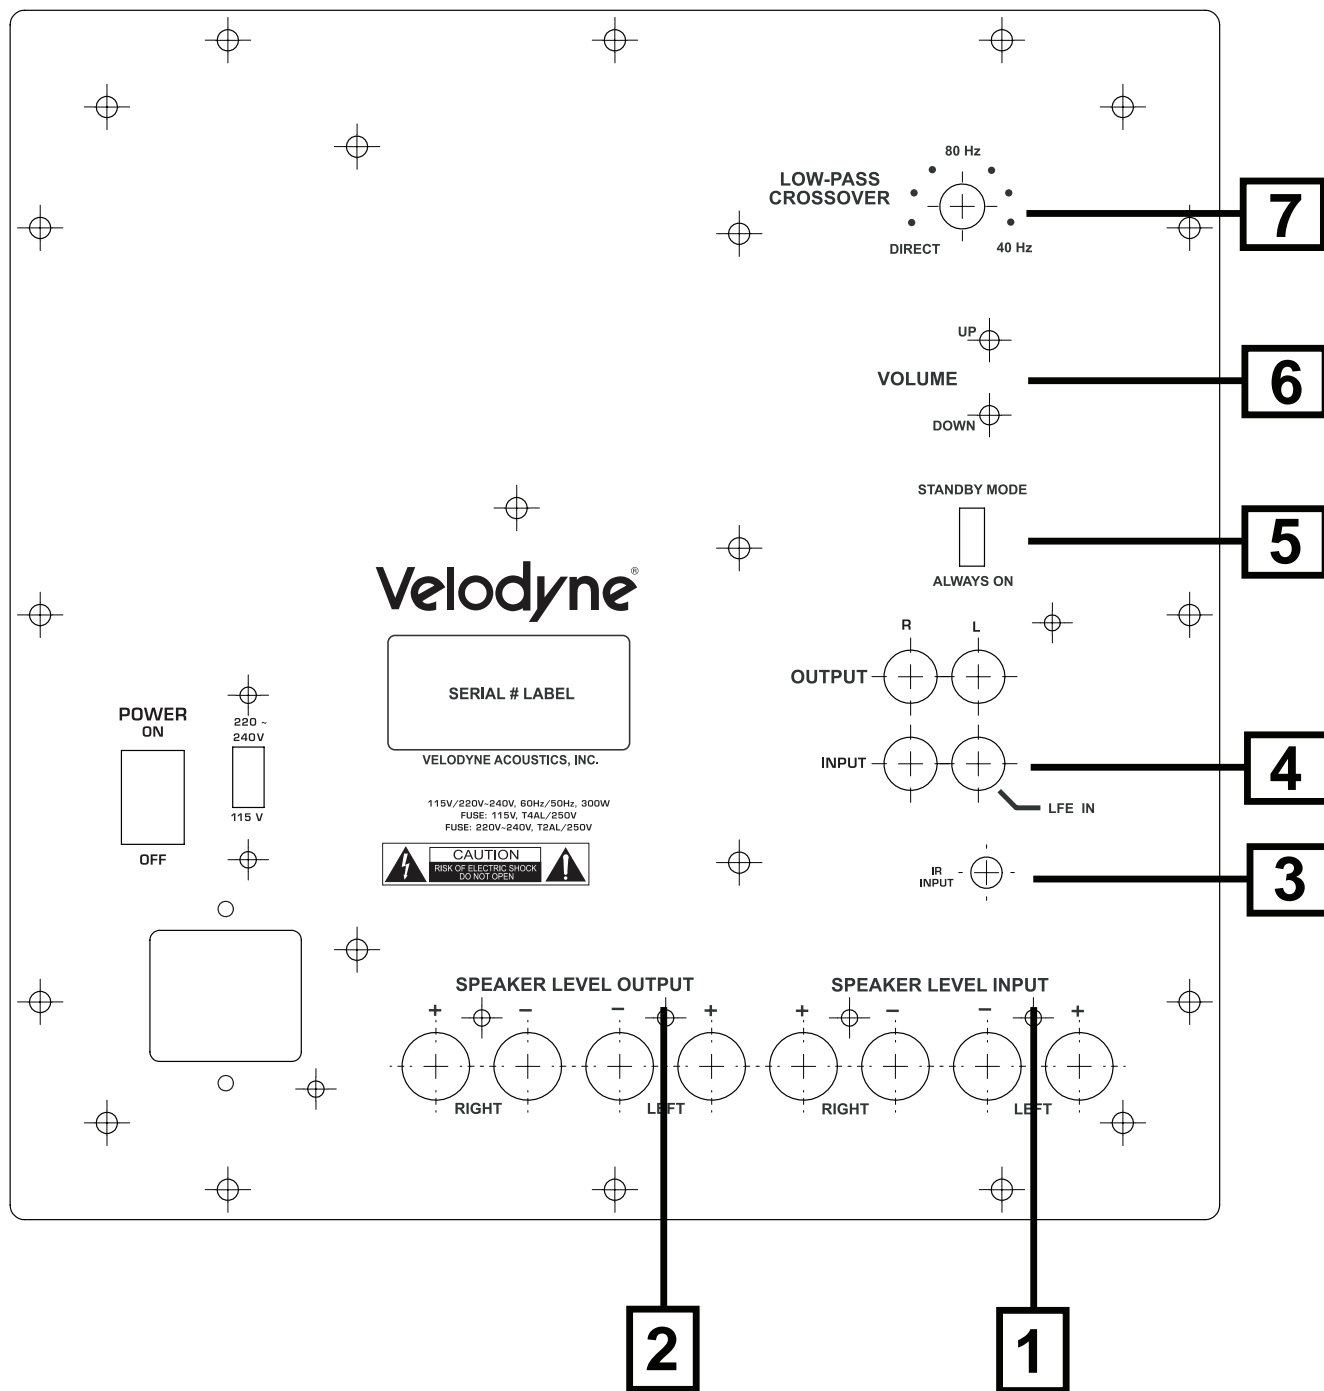 80 Hz
LOW-PASS
CROSSOVER
DIRECT
40 Hz
7
UP
VOLUME
6
DOWN
STANDBY MODE
5
ALWAYS ON
Velodyne®
R L
OUTPUT
SERIAL # LABEL
POWER
ON
220 ~
240V
115 V
OFF
VELODYNE ACOUSTICS, INC.
INPUT
4
LFE IN
115V/220V~240V, 60Hz/50Hz, 300W
FUSE: 115V, T4AL/250V
FUSE: 220V~240V, T2AL/250V
CAUTION
RISK OF ELECTRIC SHOCK
DO NOT OPEN
IR
INPUT
3
SPEAKER LEVEL OUTPUT
SPEAKER LEVEL INPUT
+ − − + + − − +
RIGHT LEFT RIGHT LEFT
2
1